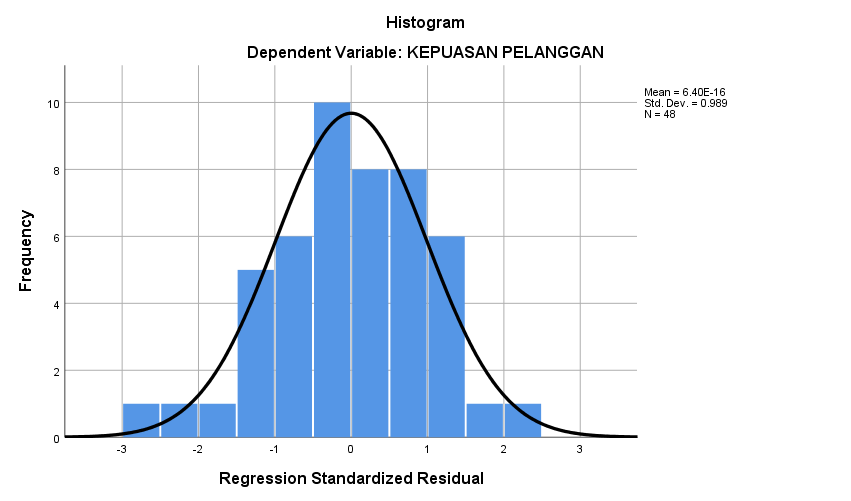 Histogram
Dependent Variable: KEPUASAN PELANGGAN
Mean = 6.40E-16
Std. Dev. = 0.989
N = 48
Frequency
10
8
6
4
2
0
-3 -2 -1 0 1 2 3
Regression Standardized Residual